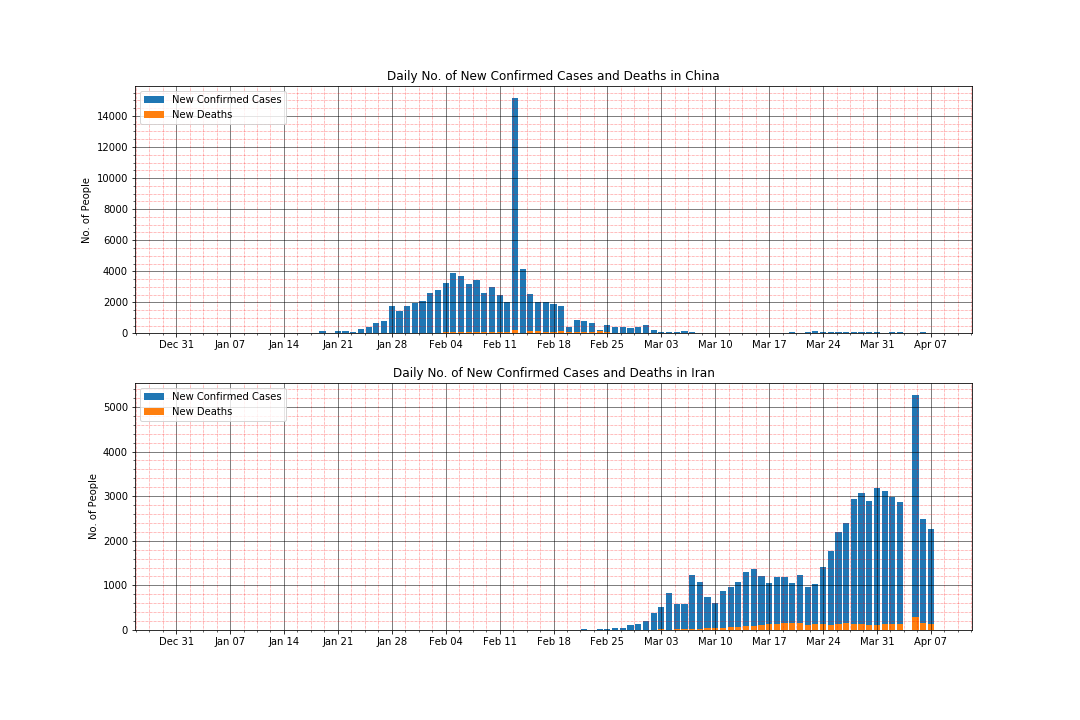 Daily No. of New Confirmed Cases and Deaths in China
New Confirmed Cases
New Deaths
No. of People
14000
12000
10000
8000
6000
4000
2000
0
Dec 31 Jan 07 Jan 14 Jan 21 Jan 28 Feb 04 Feb 11 Feb 18 Feb 25 Mar 03 Mar 10 Mar 17 Mar 24 Mar 31 Apr 07
Daily No. of New Confirmed Cases and Deaths in Iran
New Confirmed Cases
New Deaths
No. of People
5000
4000
3000
2000
1000
0
Dec 31 Jan 07 Jan 14 Jan 21 Jan 28 Feb 04 Feb 11 Feb 18 Feb 25 Mar 03 Mar 10 Mar 17 Mar 24 Mar 31 Apr 07